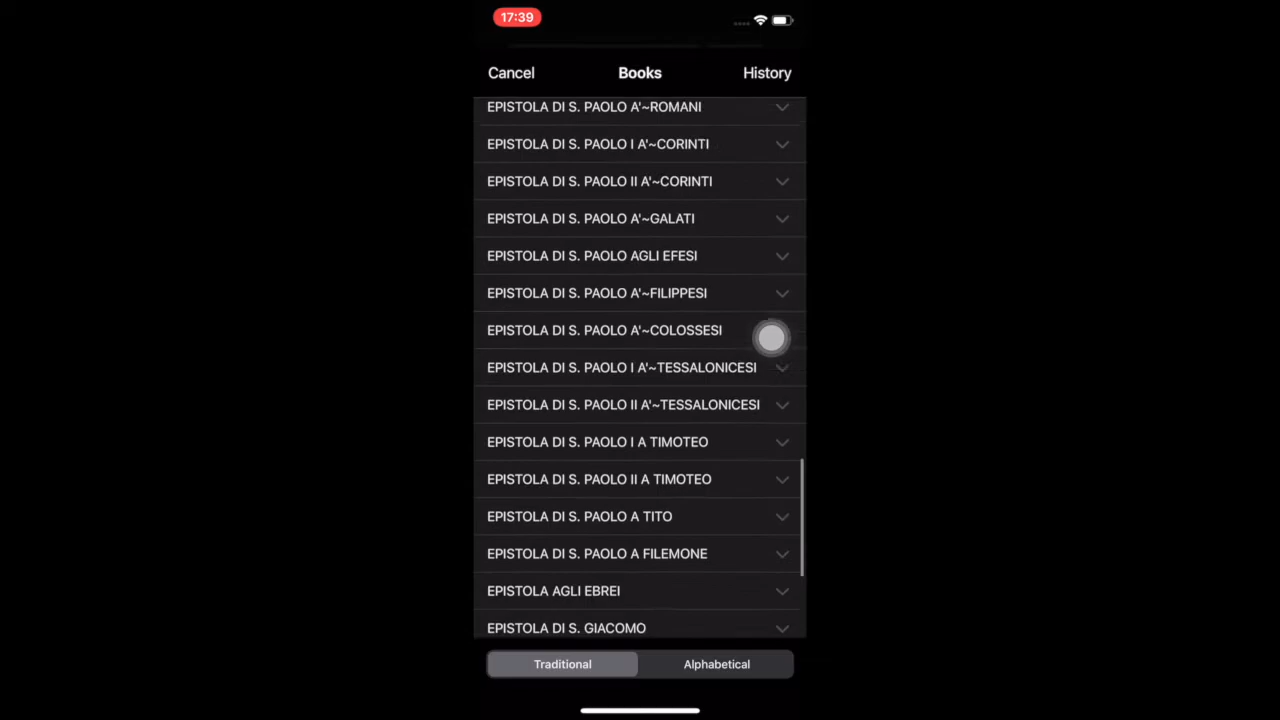 17:39
Cancel Books History
EPISTOLA DI S. PAOLO A'~ROMANI
EPISTOLA DI S. PAOLO I A'~CORINTI
EPISTOLA DI S. PAOLO II A'~CORINTI
EPISTOLA DI S. PAOLO A'~GALATI
EPISTOLA DI S. PAOLO AGLI EFESI
EPISTOLA DI S. PAOLO A'~FILIPPESI
EPISTOLA DI S. PAOLO A'~COLOSSESI
EPISTOLA DI S. PAOLO I A'~TESSALONICESI
EPISTOLA DI S. PAOLO II A'~TESSALONICESI
EPISTOLA DI S. PAOLO I A TIMOTEO
EPISTOLA DI S. PAOLO II A TIMOTEO
EPISTOLA DI S. PAOLO A TITO
EPISTOLA DI S. PAOLO A FILEMONE
EPISTOLA AGLI EBREI
EPISTOLA DI S. GIACOMO
Traditional Alphabetical